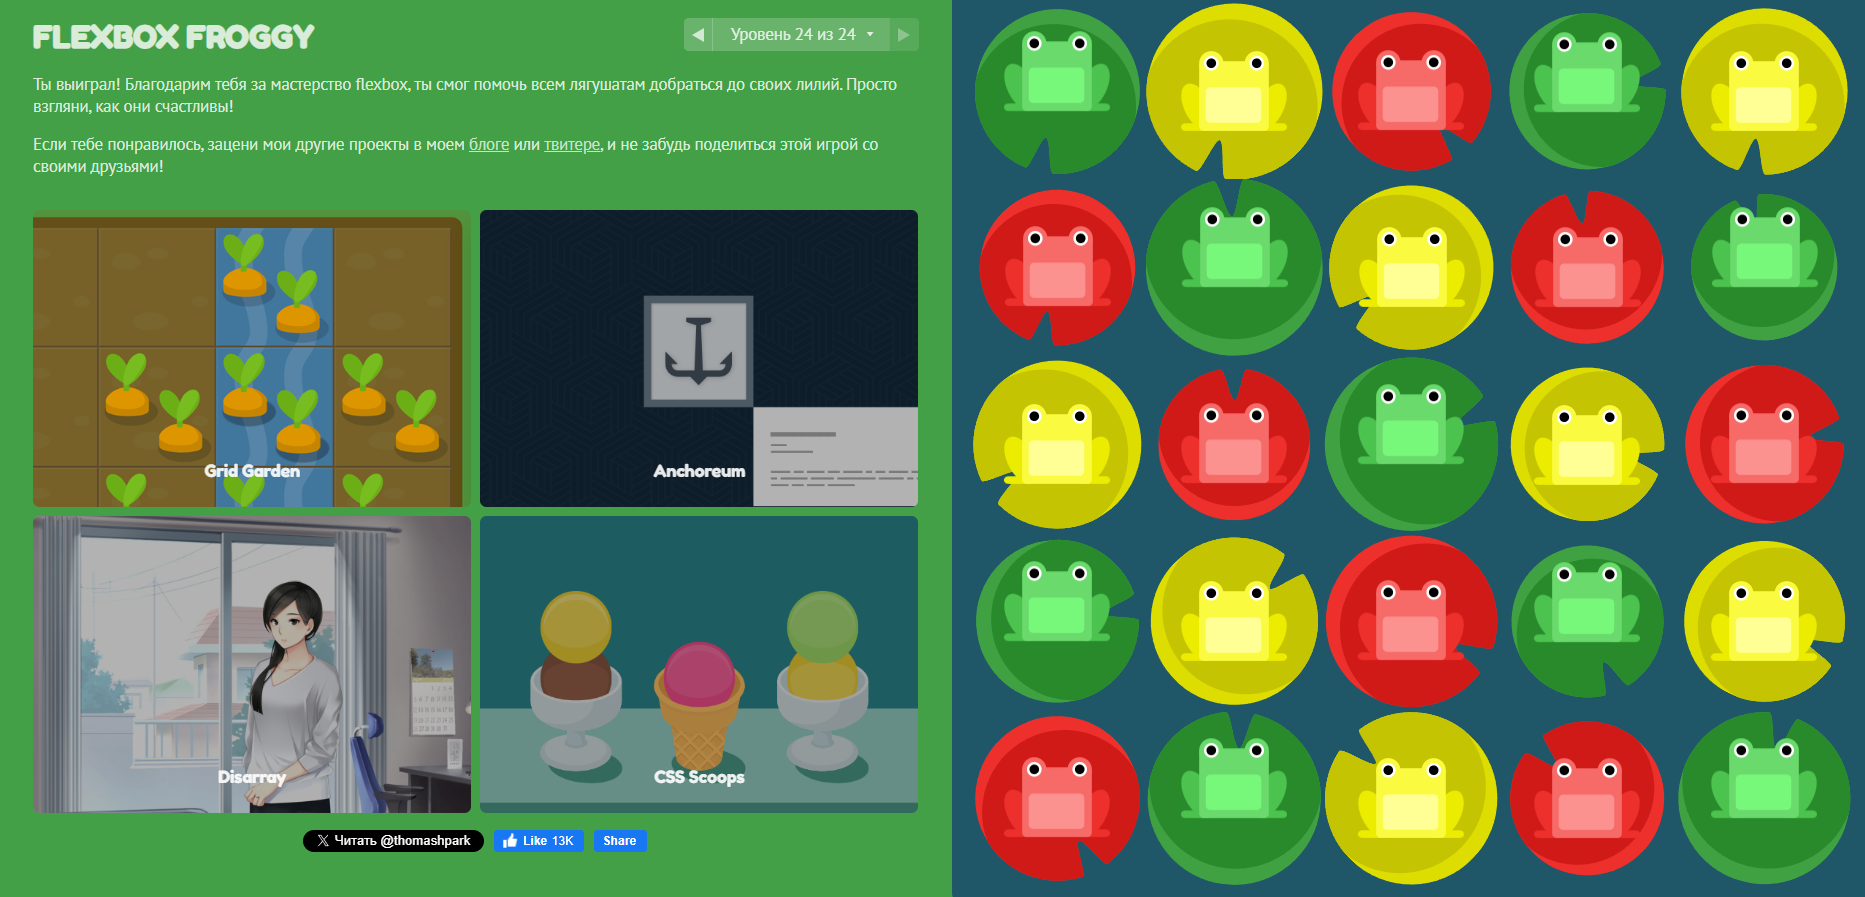 FLEXBOX FROGGY
Уровень 24 из 24
Ты выиграл! Благодарим тебя за мастерство flexbox, ты смог помочь всем лягушатам добраться до своих лилий. Просто
взгляни, как они счастливы!
Если тебе понравилось, зацени мои другие проекты в моем блоге или твитере, и не забудь поделиться этой игрой со
своими друзьями!
Grid Garden
Anchoreum
Disarray
CSS Scoops
Читать @thomashpark
Like 13K
Share